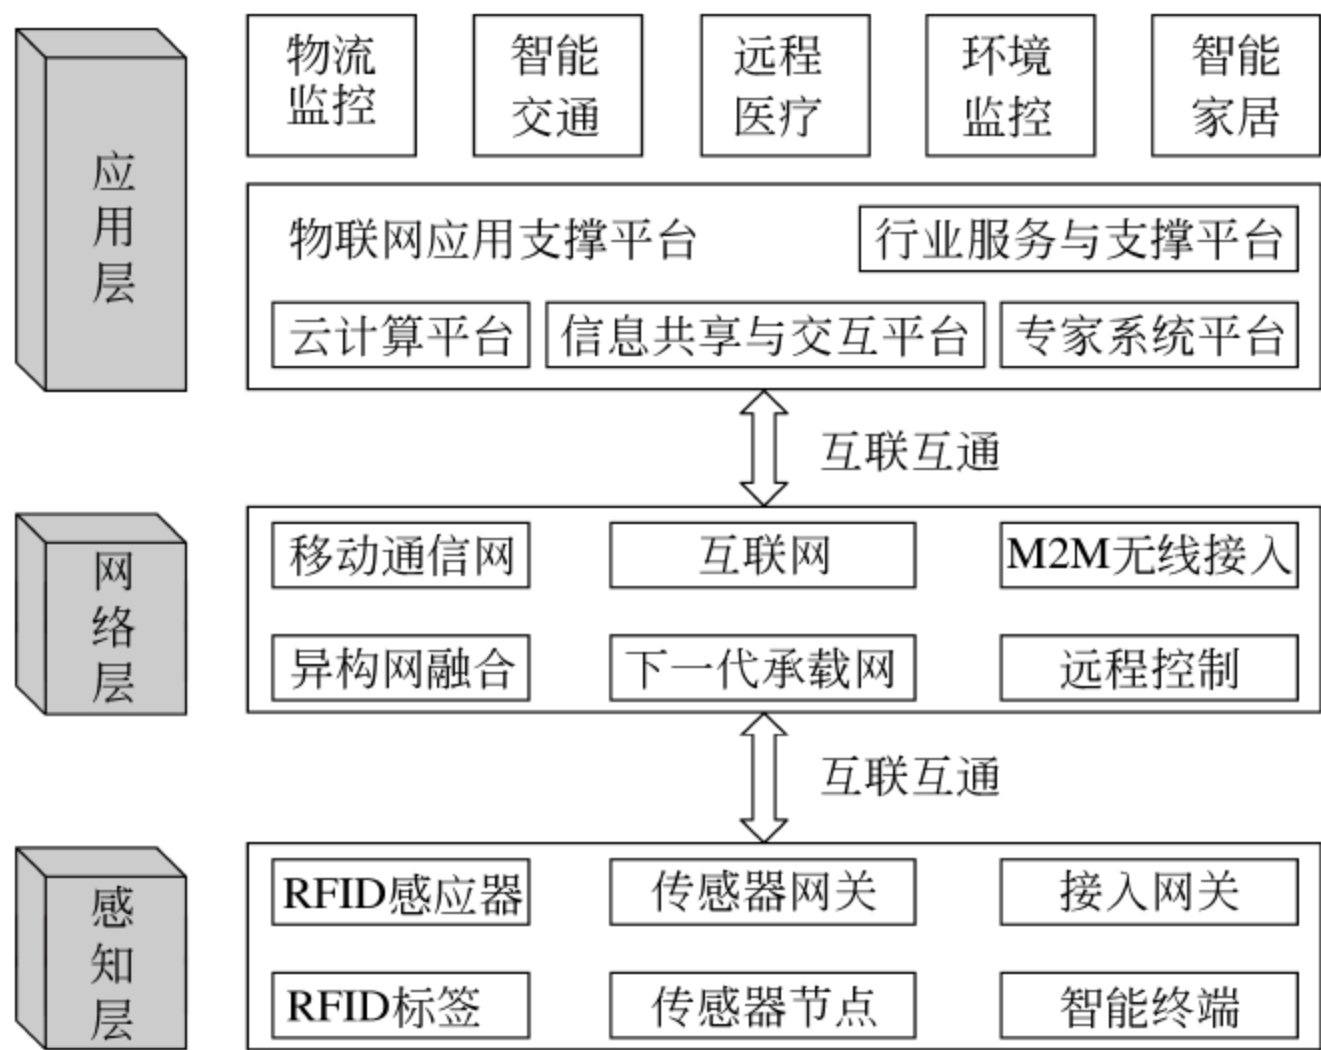 物流
监控
智能
交通
远程
医疗
环境
监控
智能
家居
应用层
物联网应用支撑平台
行业服务与支撑平台
云计算平台
信息共享与交互平台
专家系统平台
互联互通
网络层
移动通信网
互联网
M2M无线接入
异构网融合
下一代承载网
远程控制
互联互通
感知层
RFID感应器
传感器网关
接入网关
RFID标签
传感器节点
智能终端